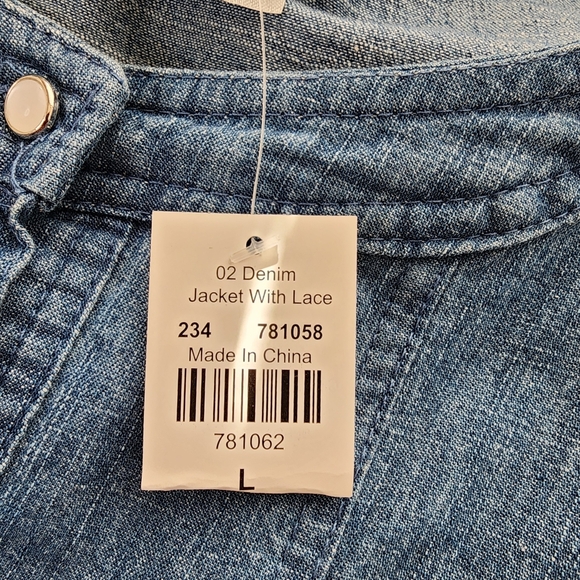 02 Denim
Jacket With Lace
234 781058
Made In China
781062
L